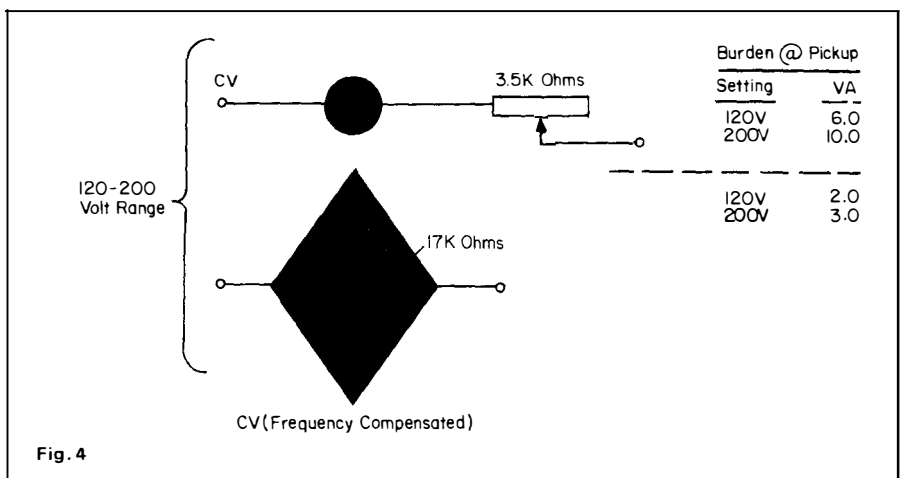 Burden @ Pickup
Setting VA
120V 6.0
200V 10.0
CV
3.5K Ohms
120-200
Volt Range
120V 2.0
200V 3.0
17K Ohms
CV(Frequency Compensated)
Fig. 4